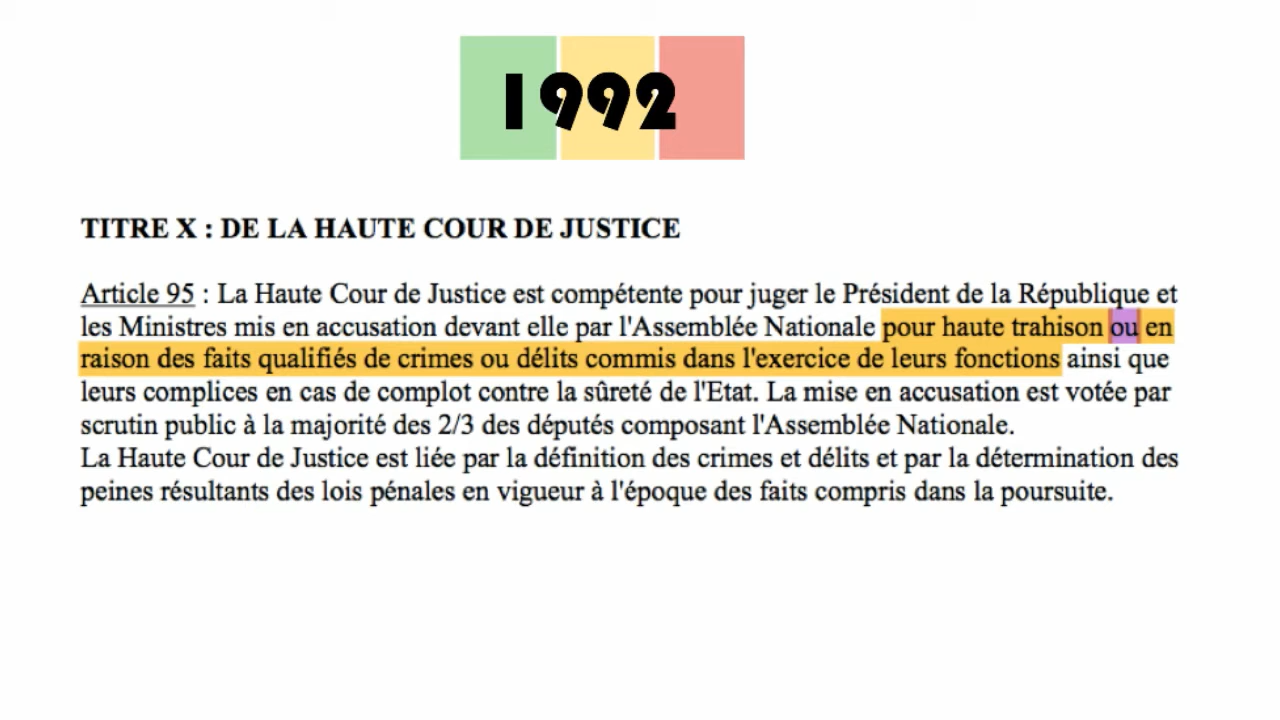 1992
TITRE X : DE LA HAUTE COUR DE JUSTICE
Article 95 : La Haute Cour de Justice est compétente pour juger le Président de la République et
les Ministres mis en accusation devant elle par l'Assemblée Nationale pour haute trahison ou en
raison des faits qualifiés de crimes ou délits commis dans l'exercice de leurs fonctions ainsi que
leurs complices en cas de complot contre la sûreté de l'Etat. La mise en accusation est votée par
scrutin public à la majorité des 2/3 des députés composant l'Assemblée Nationale.
La Haute Cour de Justice est liée par la définition des crimes et délits et par la détermination des
peines résultants des lois pénales en vigueur à l'époque des faits compris dans la poursuite.